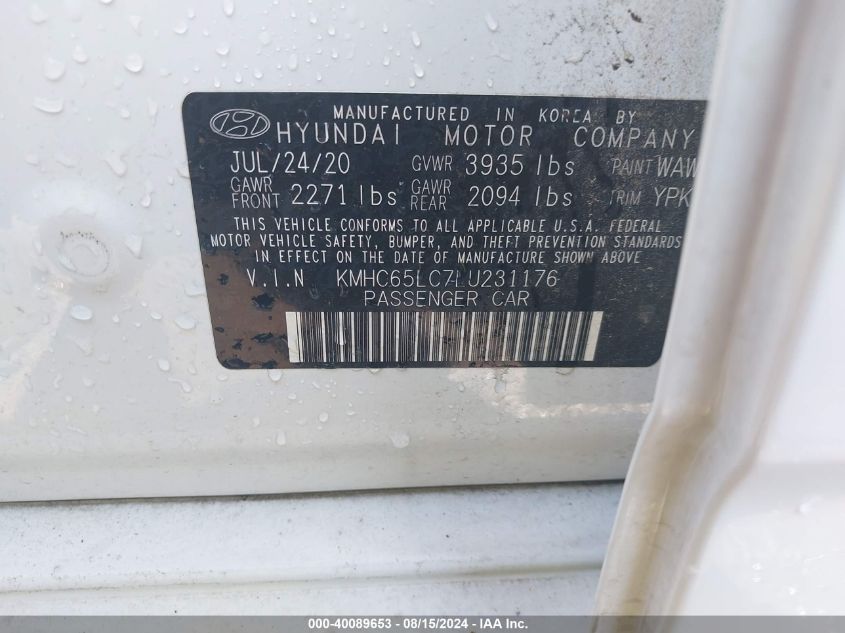 MANUFACTURED IN KOREA BY
HYUNDAI MOTOR COMPANY
JUL/24/20 GVWR 3935 lbs PAINT WAW
GAWR FRONT 2271 lbs GAWR REAR 2094 lbs TRIM YPK
THIS VEHICLE CONFORMS TO ALL APPLICABLE U.S.A. FEDERAL
MOTOR VEHICLE SAFETY, BUMPER, AND THEFT PREVENTION STANDARDS
IN EFFECT ON THE DATE OF MANUFACTURE SHOWN ABOVE
V.I.N KMHC65LC7LU231176
PASSENGER CAR
000-40089653 - 08/15/2024 - IAAI.COM